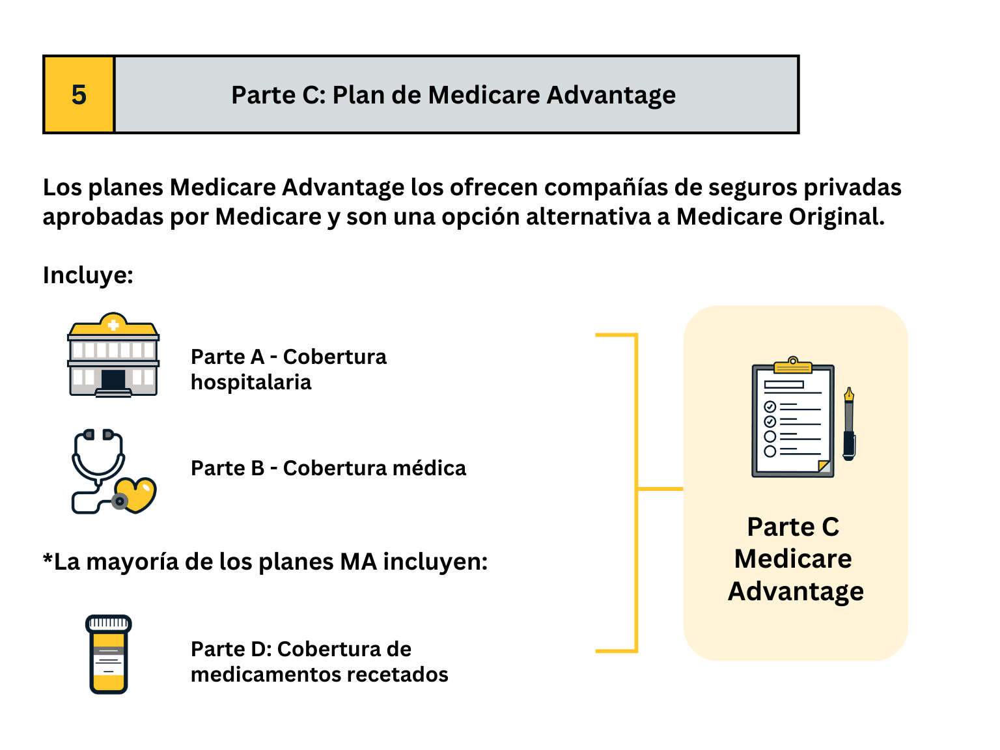 5
Parte C: Plan de Medicare Advantage
Los planes Medicare Advantage los ofrecen compañías de seguros privadas
aprobadas por Medicare y son una opción alternativa a Medicare Original.
Incluye:
Parte A - Cobertura
hospitalaria
Parte B - Cobertura médica
*La mayoría de los planes MA incluyen:
Parte D: Cobertura de
medicamentos recetados
Parte C
Medicare
Advantage